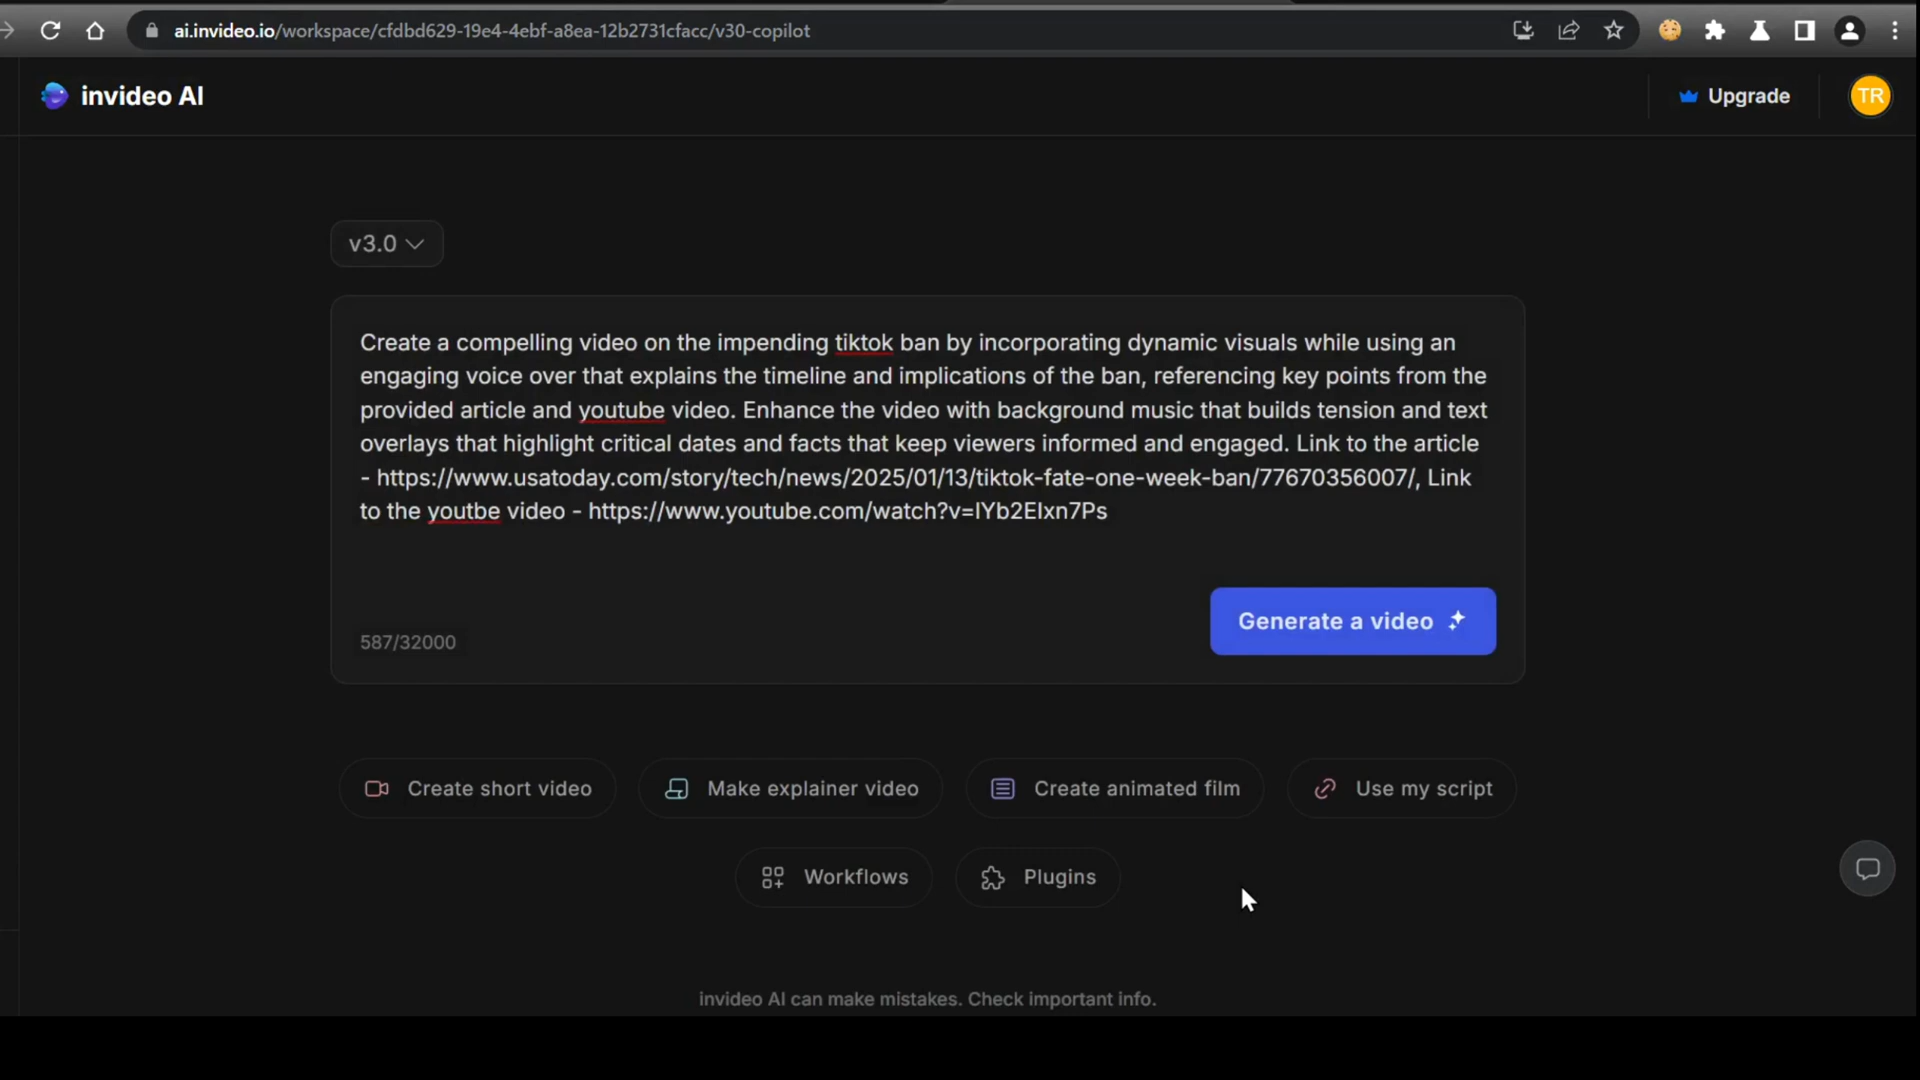 ai.invideo.io/workspace/cfdbd629-19e4-4ebf-a8ea-12b2731cfacc/v30-copilot
invideo AI
Upgrade
TR
v3.0
Create a compelling video on the impending tiktok ban by incorporating dynamic visuals while using an
engaging voice over that explains the timeline and implications of the ban, referencing key points from the
provided article and youtube video. Enhance the video with background music that builds tension and text
overlays that highlight critical dates and facts that keep viewers informed and engaged. Link to the article
- https://www.usatoday.com/story/tech/news/2025/01/13/tiktok-fate-one-week-ban/77670356007/, Link
to the youtbe video - https://www.youtube.com/watch?v=IYb2EIxn7Ps
Generate a video
587/32000
Create short video
Make explainer video
Create animated film
Use my script
Workflows
Plugins
invideo AI can make mistakes. Check important info.